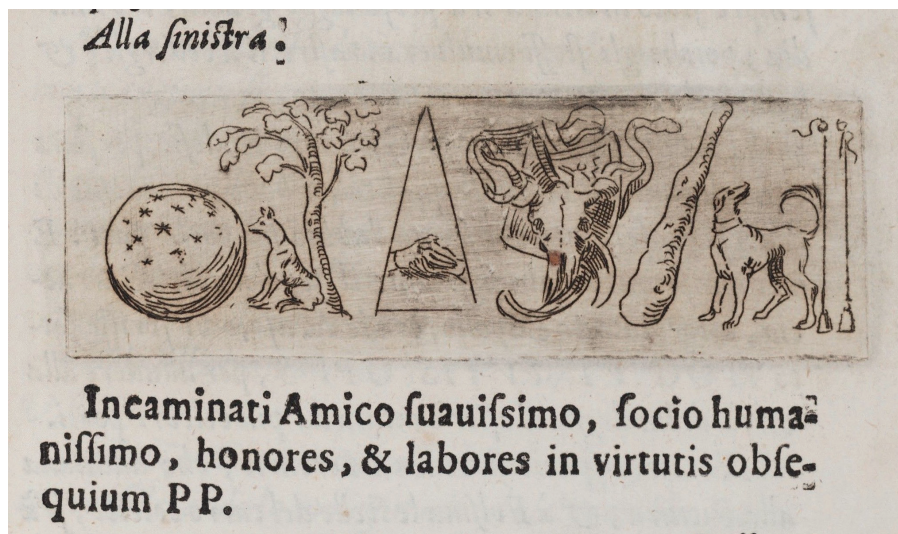 Alla ſiniſtra:
Incaminati Amico ſuauiſsimo, ſocio huma-
niſſimo, honores, & labores in virtutis obſe-
quium PP.